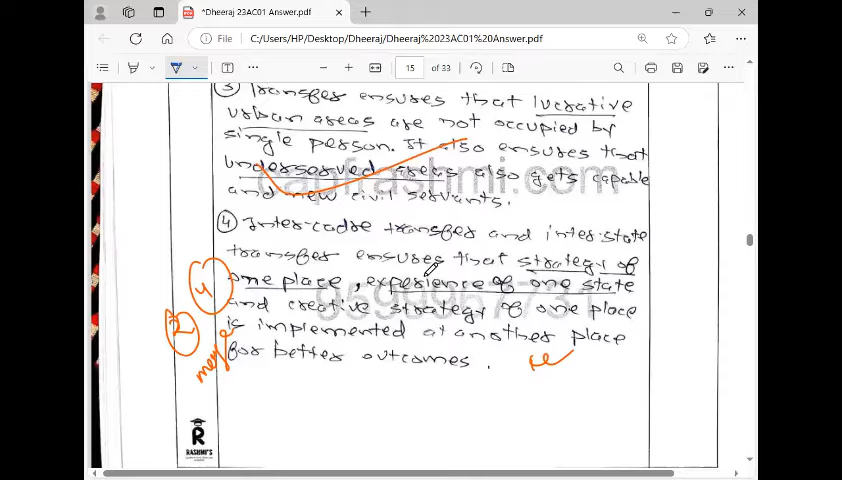 *Dheeraj 23AC01 Answer.pdf
File
C:/Users/HP/Desktop/Dheeraj/Dheeraj%2023AC01%20Answer.pdf
15 of 33
③ Transfer ensures that lucrative
urban areas are not occupied by
single person. It also ensures that
underserved areas also gets capable
and new civil servants.
capfrashmi.com
④ Inter-cadre transfer and inter-state
transfer ensures that strategy of
one place, experience of one state
and creative strategy of one place
is implemented at another place
for better outcomes.
4
2
merge
R
RASHMI'S